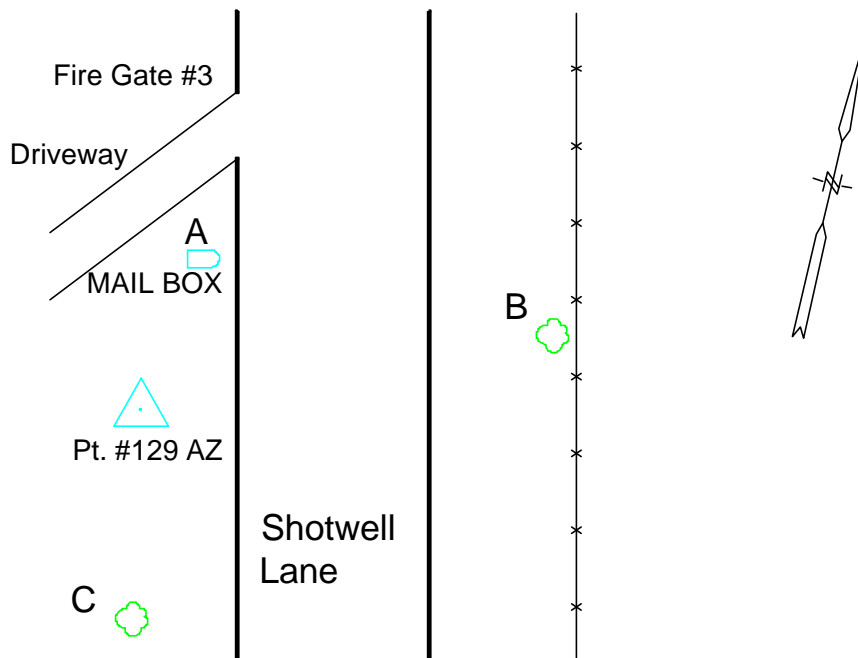 Fire Gate #3
Driveway
A
MAIL BOX
B
Pt. #129 AZ
Shotwell
Lane
C
N